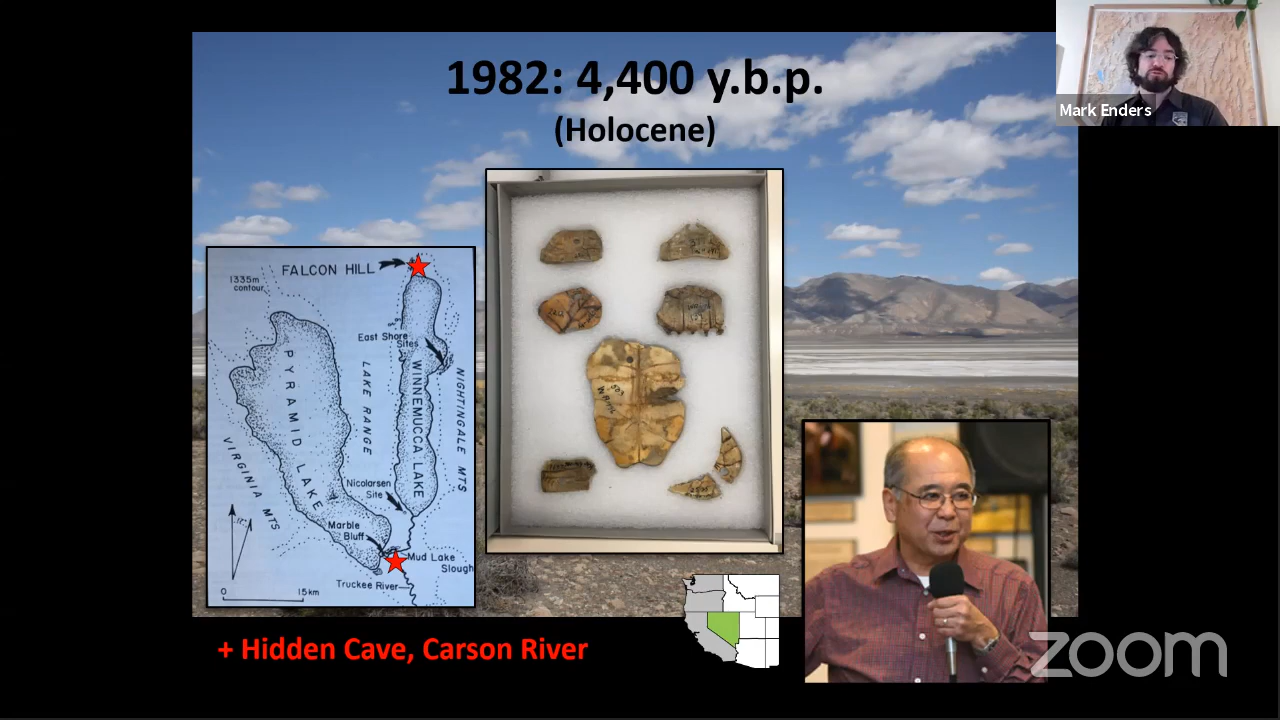 1982: 4,400 y.b.p.
(Holocene)
Mark Enders
FALCON HILL
1335m
contour
East Shore
Sites
PYRAMID LAKE
LAKE RANGE
WINNEMUCCA LAKE
NIGHTINGALE MTS
VIRGINIA MTS
Nicolarsen
Site
Marble
Bluff
Mud Lake
Slough
Truckee River
0 15km
+ Hidden Cave, Carson River
zoom